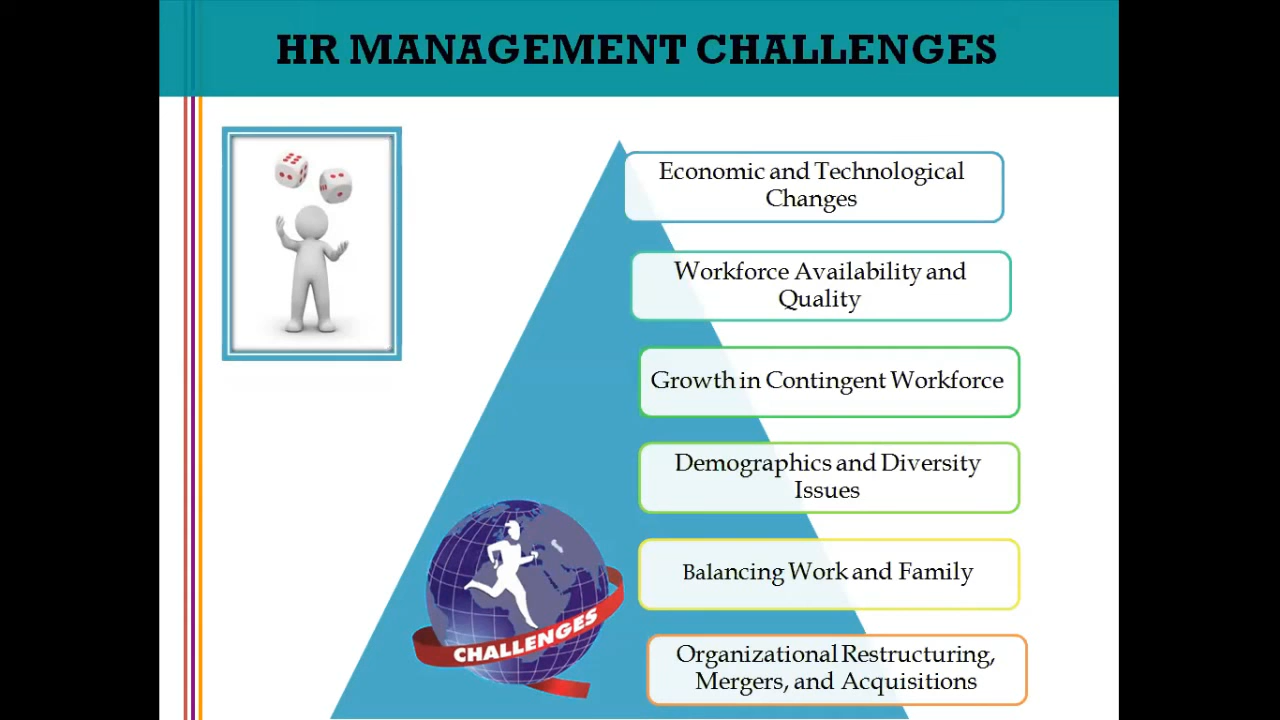 HR MANAGEMENT CHALLENGES
Economic and Technological
Changes
Workforce Availability and
Quality
Growth in Contingent Workforce
Demographics and Diversity
Issues
Balancing Work and Family
CHALLENGES
Organizational Restructuring,
Mergers, and Acquisitions